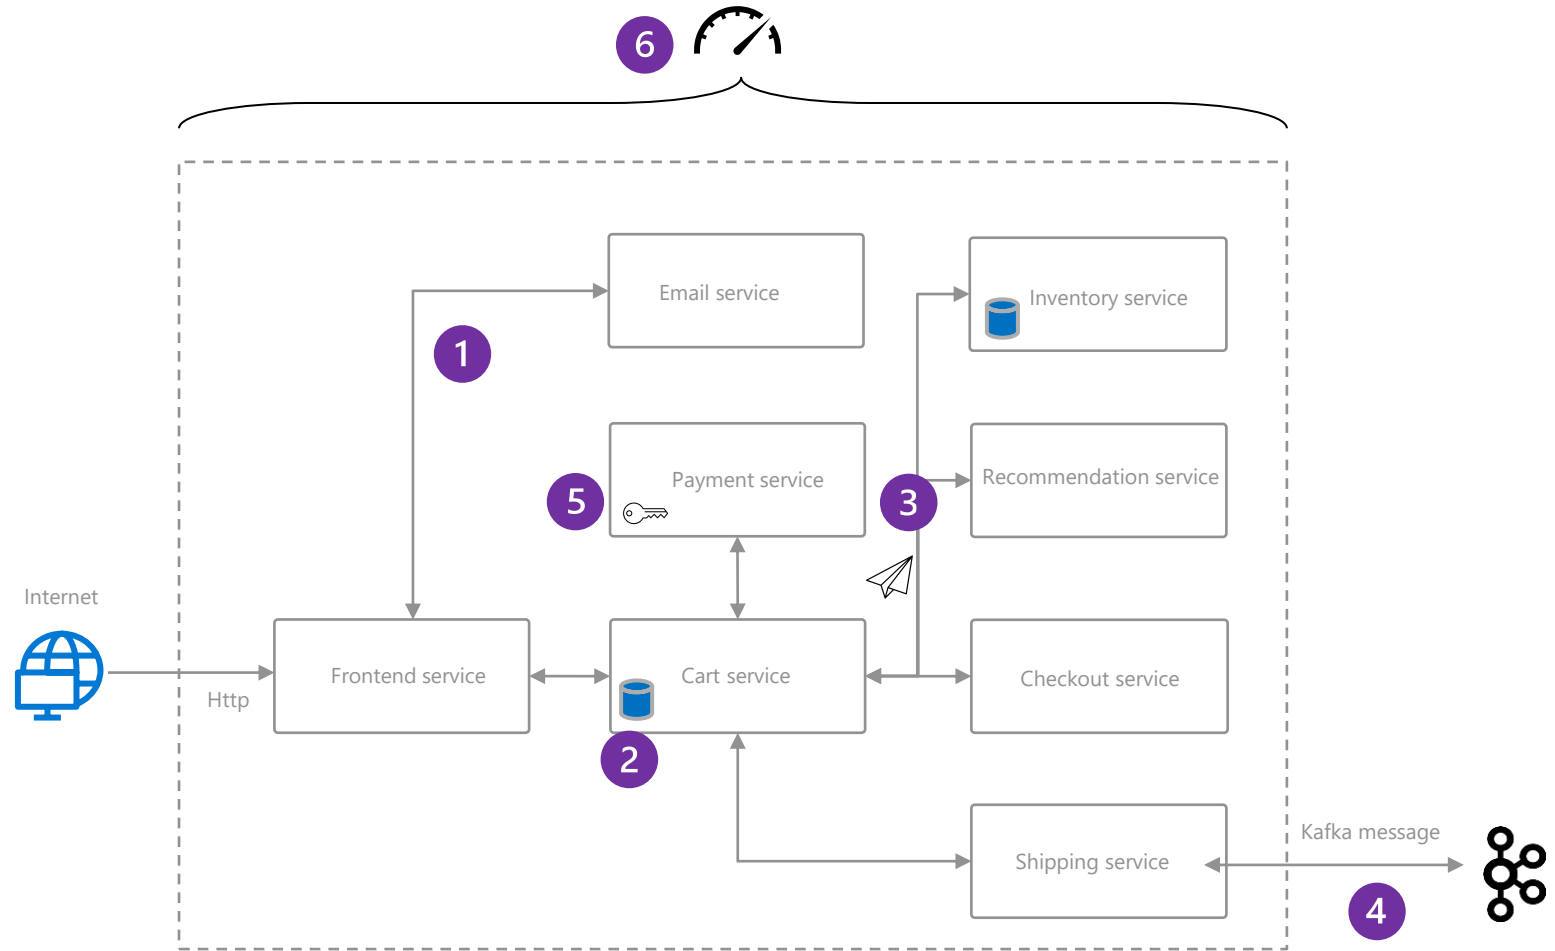 6
Email service
Inventory service
1
Payment service
Recommendation service
5
3
Internet
Frontend service
Cart service
Checkout service
Http
2
Kafka message
Shipping service
4